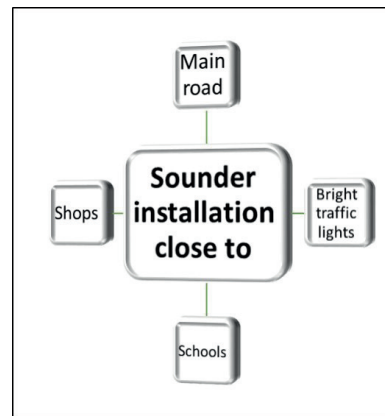 Main
road
Sounder
installation
close to
Shops
Bright
traffic
lights
Schools